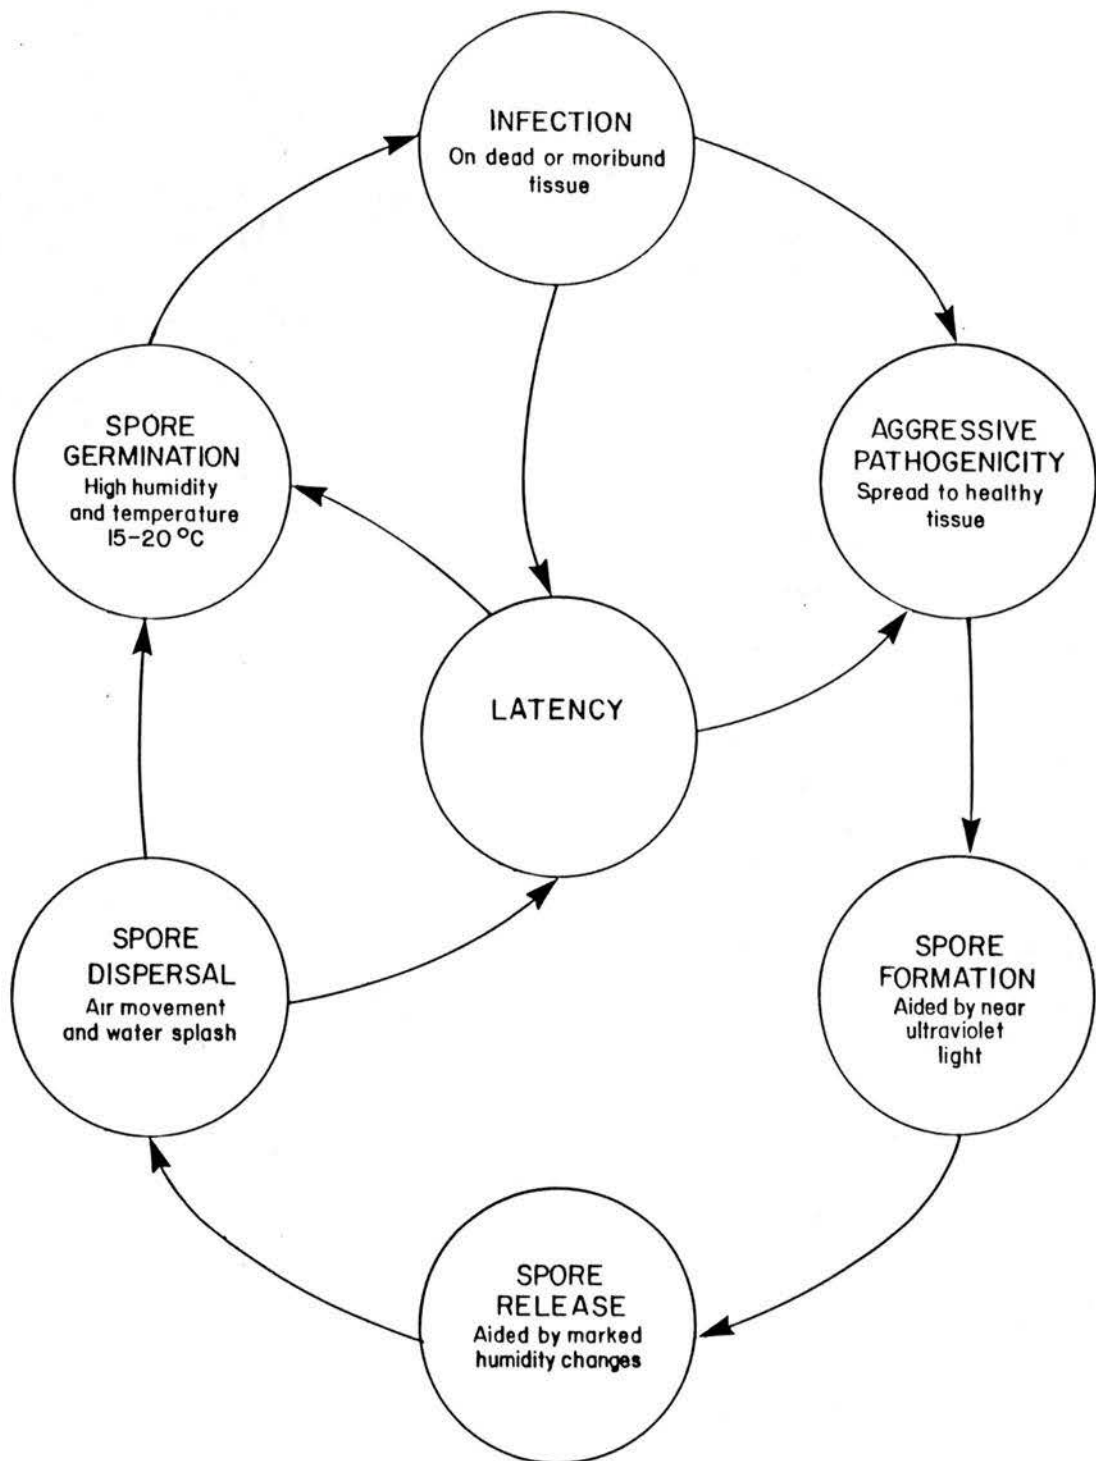 INFECTION
On dead or moribund
tissue
AGGRESSIVE
PATHOGENICITY
Spread to healthy
tissue
SPORE
GERMINATION
High humidity
and temperature
15-20 °C
LATENCY
SPORE
DISPERSAL
Air movement
and water splash
SPORE
FORMATION
Aided by near
ultraviolet
light
SPORE
RELEASE
Aided by marked
humidity changes